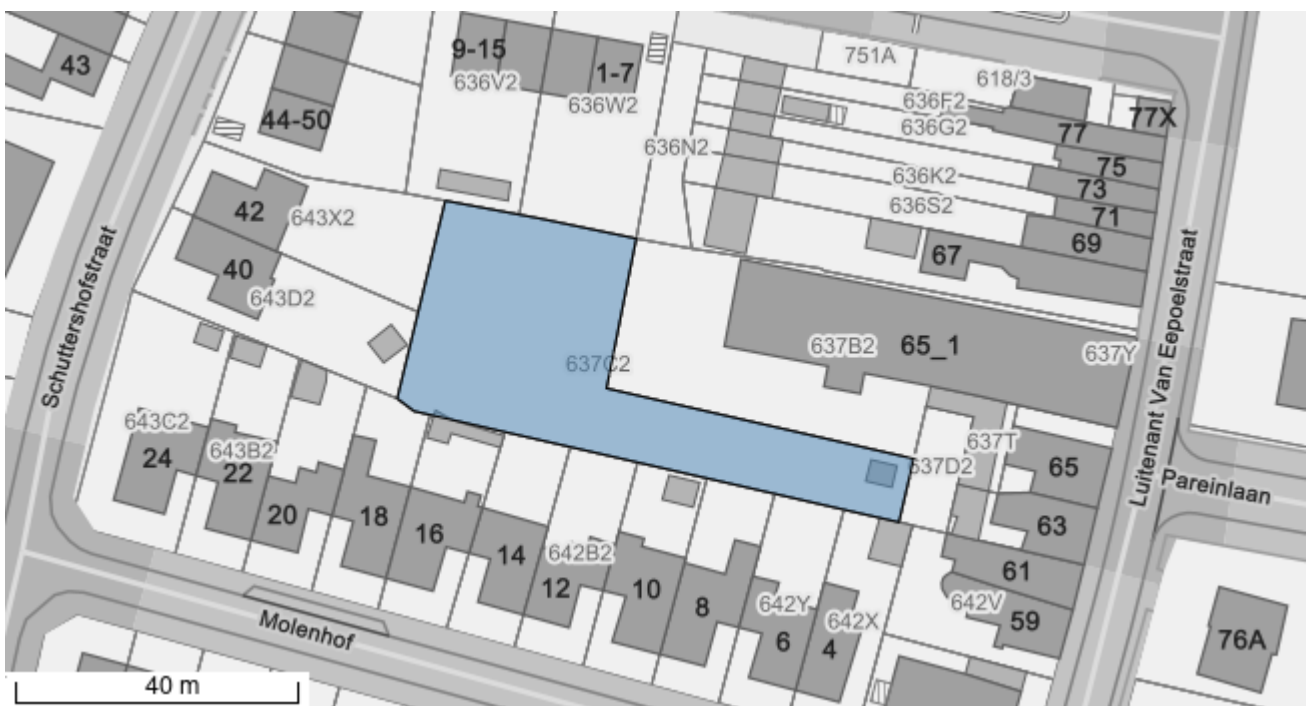 43
9-15
636V2
1-7
636W2
44-50
751A
618/3
636F2
636G2
77
77X
636N2
75
636K2
73
636S2
71
69
67
42
643X2
40
643D2
Schuttershofstraat
637B2
65_1
637Y
Luitenant Van Eepoelstraat
637C2
643C2
24
643B2
22
20
18
16
14
12
642B2
10
8
642Y
6
642X
4
637T
637D2
65
63
61
642V
59
Pareinlaan
76A
Molenhof
40 m